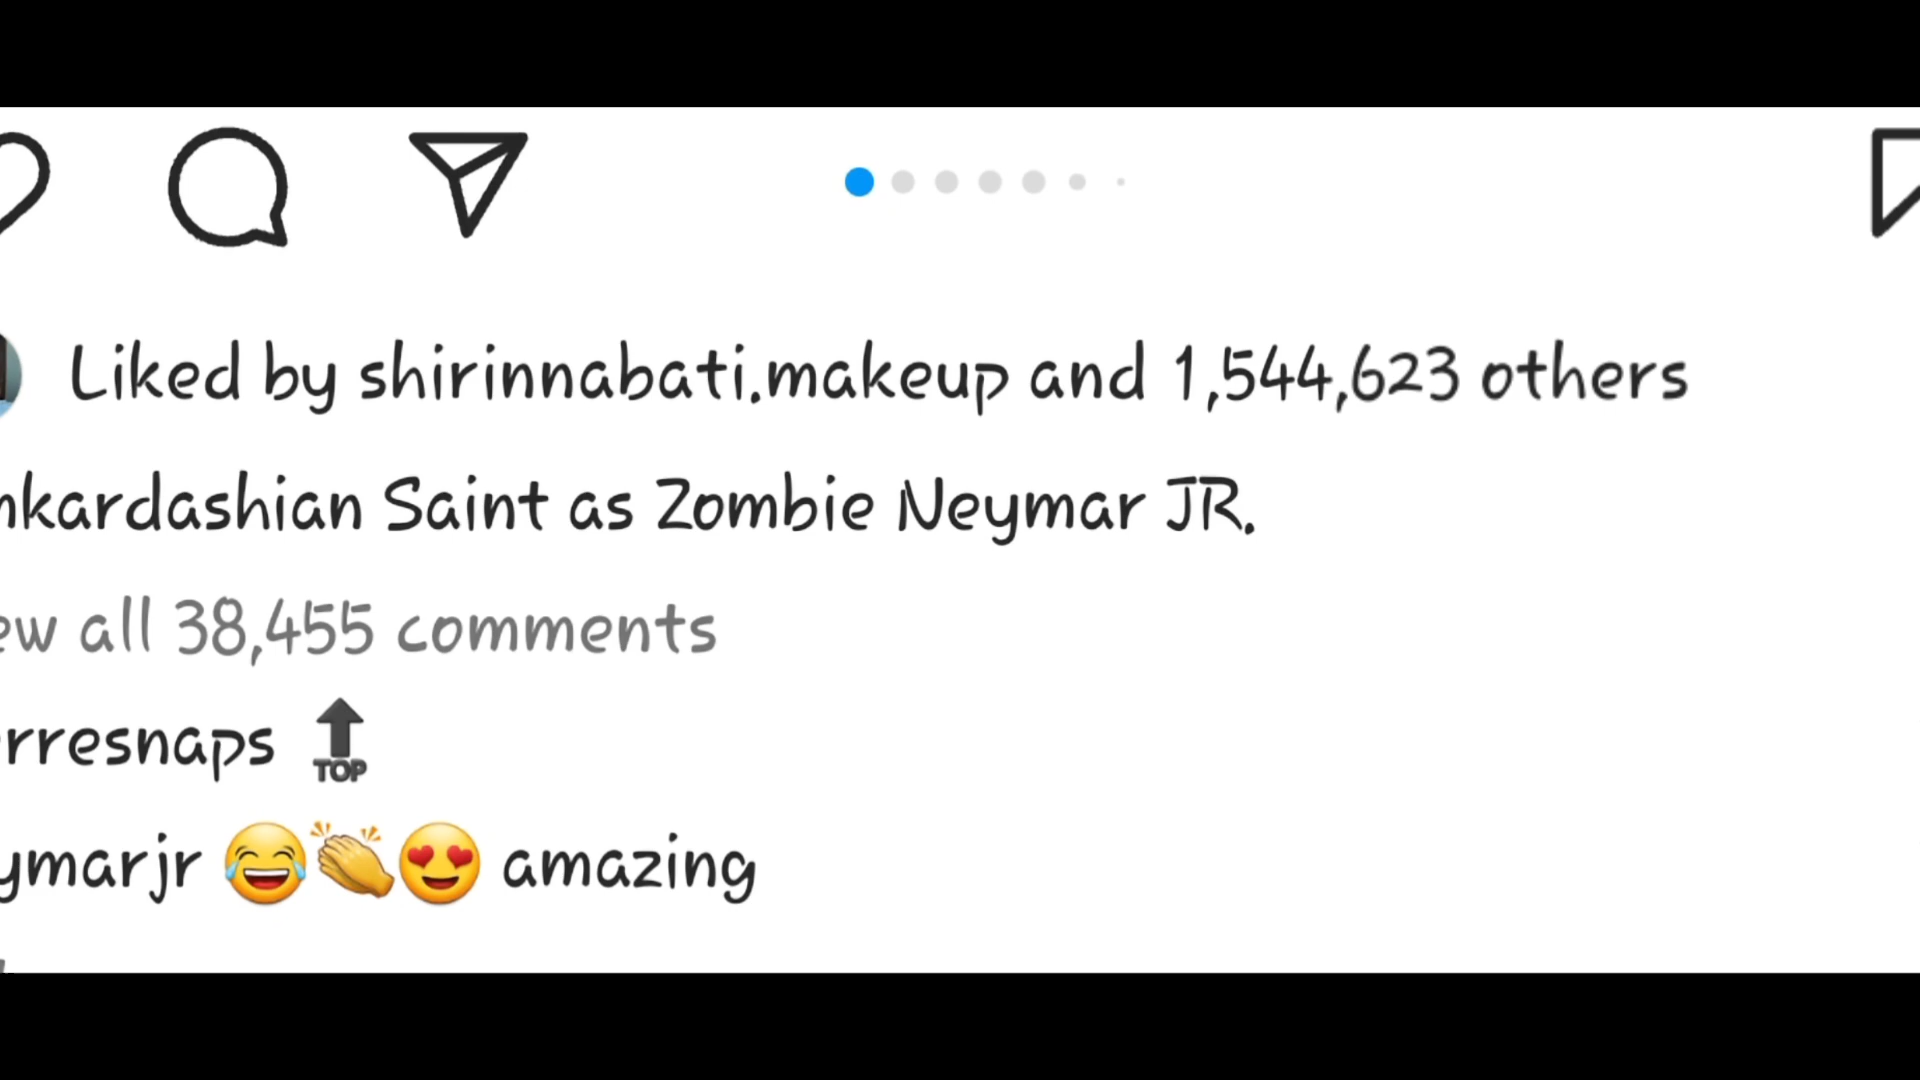 Liked by shirinnabati.makeup and 1,544,623 others
nkardashian Saint as Zombie Neymar JR.
ew all 38,455 comments
rresnaps 🔝
ymarjr 😂👏😍 amazing